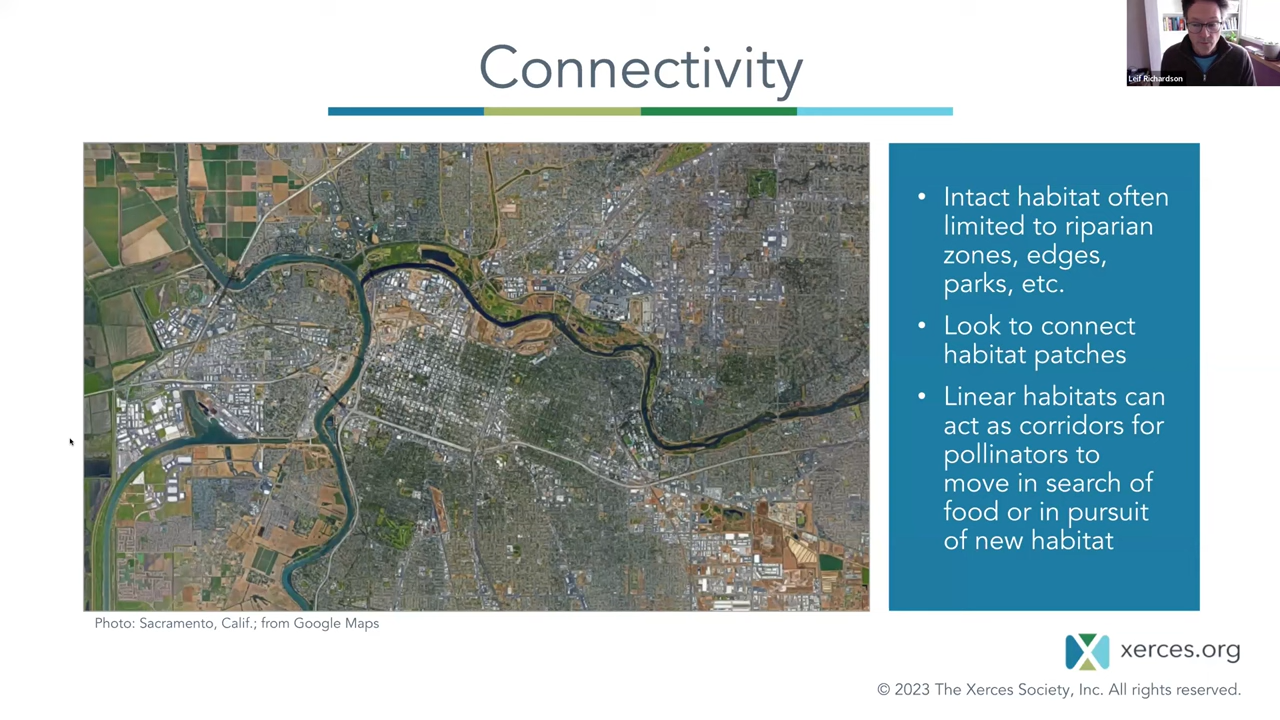 Connectivity
Leif Richardson
• Intact habitat often
limited to riparian
zones, edges,
parks, etc.
• Look to connect
habitat patches
• Linear habitats can
act as corridors for
pollinators to
move in search of
food or in pursuit
of new habitat
Photo: Sacramento, Calif.; from Google Maps
xerces.org
© 2023 The Xerces Society, Inc. All rights reserved.